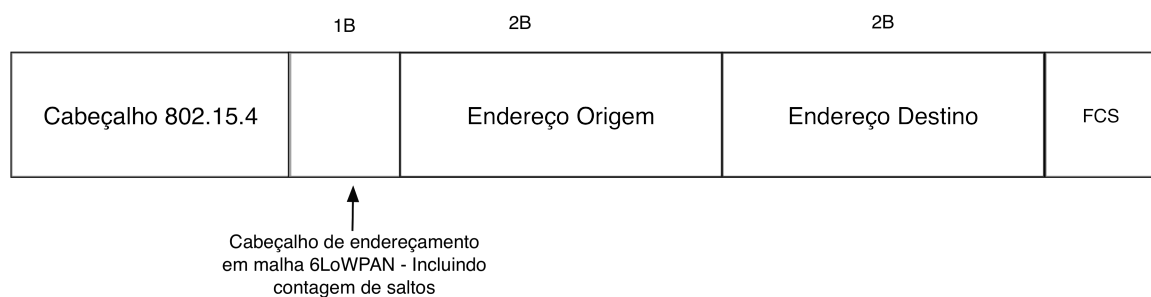 1B
2B
2B
Cabeçalho 802.15.4
Endereço Origem
Endereço Destino
FCS
Cabeçalho de endereçamento
em malha 6LoWPAN - Incluindo
contagem de saltos